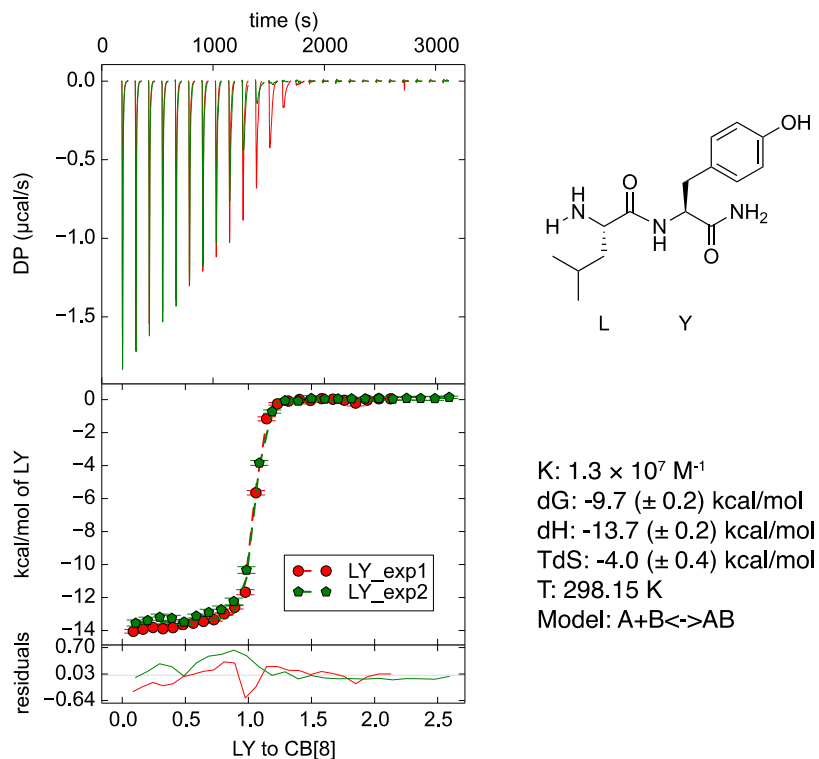 time (s)
0 1000 2000 3000
0.0
−0.5
−1.0
−1.5
DP (μcal/s)
0
−2
−4
−6
−8
−10
−12
−14
kcal/mol of LY
LY_exp1
LY_exp2
0.70
0.03
−0.64
residuals
0.0 0.5 1.0 1.5 2.0 2.5
LY to CB[8]
OH
H
N
H
O
N
H
O
NH₂
L Y
K: 1.3 × 10⁷ M⁻¹
dG: -9.7 (± 0.2) kcal/mol
dH: -13.7 (± 0.2) kcal/mol
TdS: -4.0 (± 0.4) kcal/mol
T: 298.15 K
Model: A+B<->AB